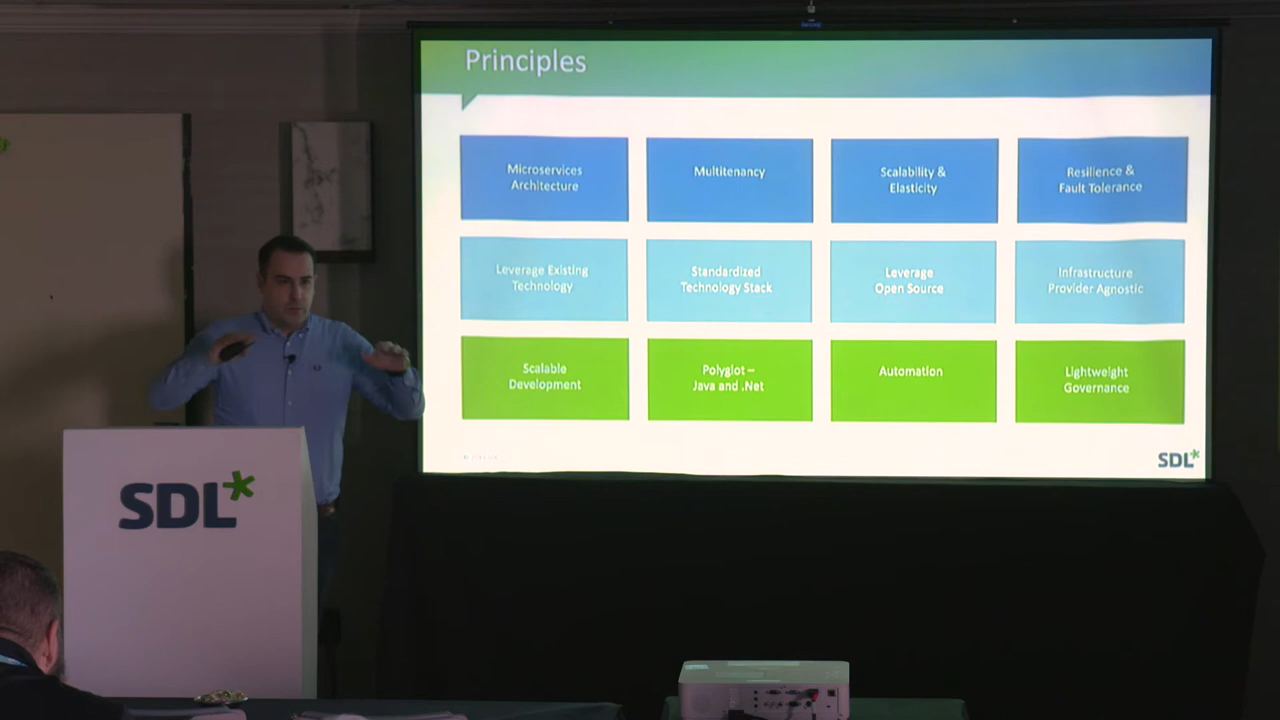 Principles
Microservices
Architecture
Multitenancy
Scalability &
Elasticity
Resilience &
Fault Tolerance
Leverage Existing
Technology
Standardized
Technology Stack
Leverage
Open Source
Infrastructure
Provider Agnostic
Scalable
Development
Polyglot –
Java and .Net
Automation
Lightweight
Governance
SDL*
SDL*